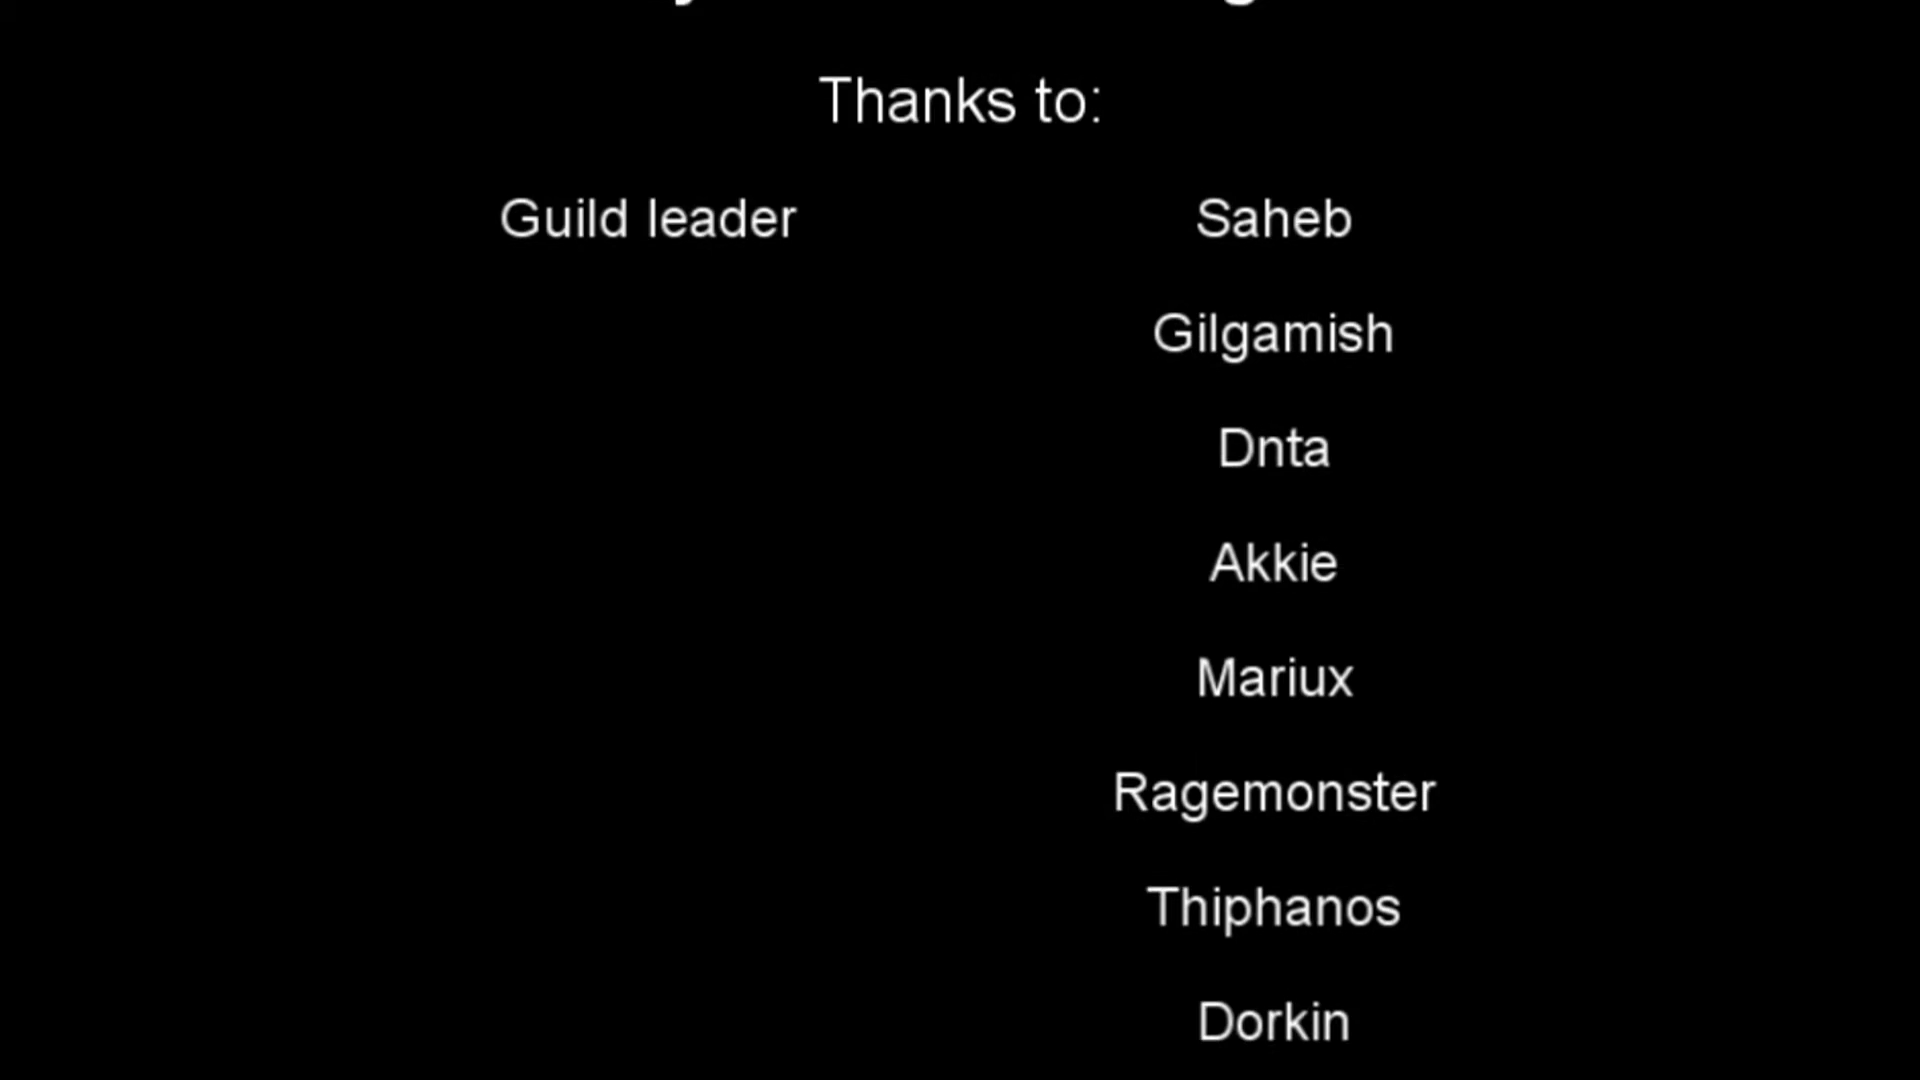 Thanks to:
Guild leader Saheb
Gilgamish
Dnta
Akkie
Mariux
Ragemonster
Thiphanos
Dorkin